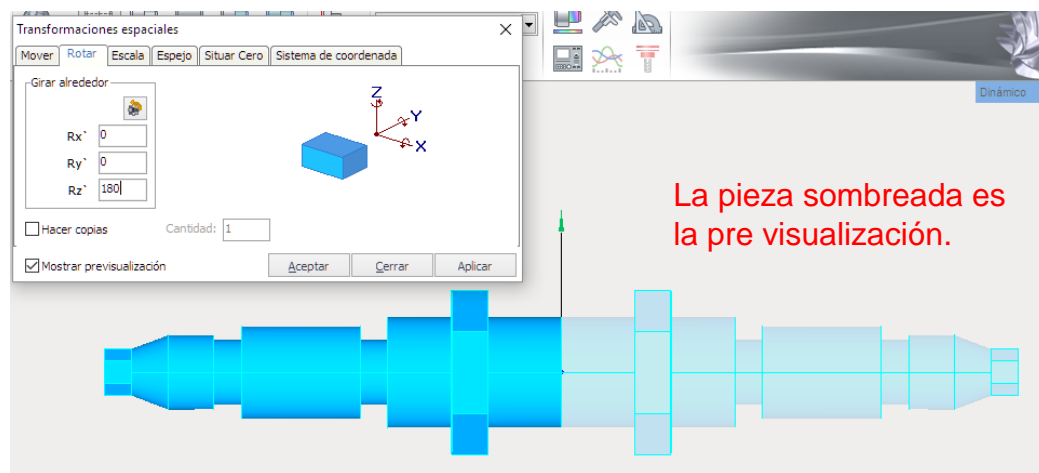 Transformaciones espaciales
Mover Rotar Escala Espejo Situar Cero Sistema de coordenada
Girar alrededor
Rx` 0
Ry` 0
Rz` 180
Z
Y
X
Hacer copias Cantidad: 1
Mostrar previsualización Aceptar Cerrar Aplicar
Dinámico
La pieza sombreada es
la pre visualización.